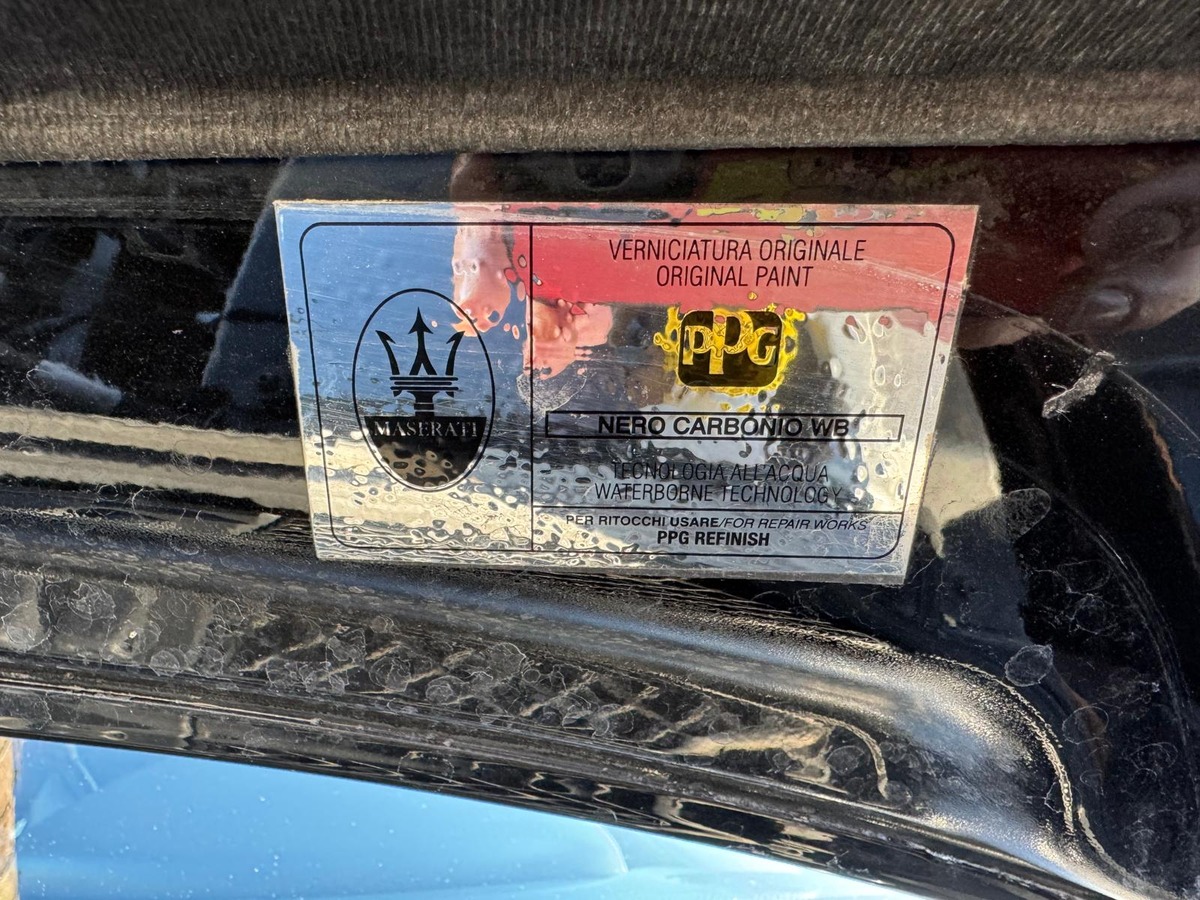 MASERATI
VERNICIATURA ORIGINALE
ORIGINAL PAINT
PPG
NERO CARBONIO WB
TECNOLOGIA ALL'ACQUA
WATERBORNE TECHNOLOGY
PER RITOCCHI USARE/FOR REPAIR WORKS
PPG REFINISH